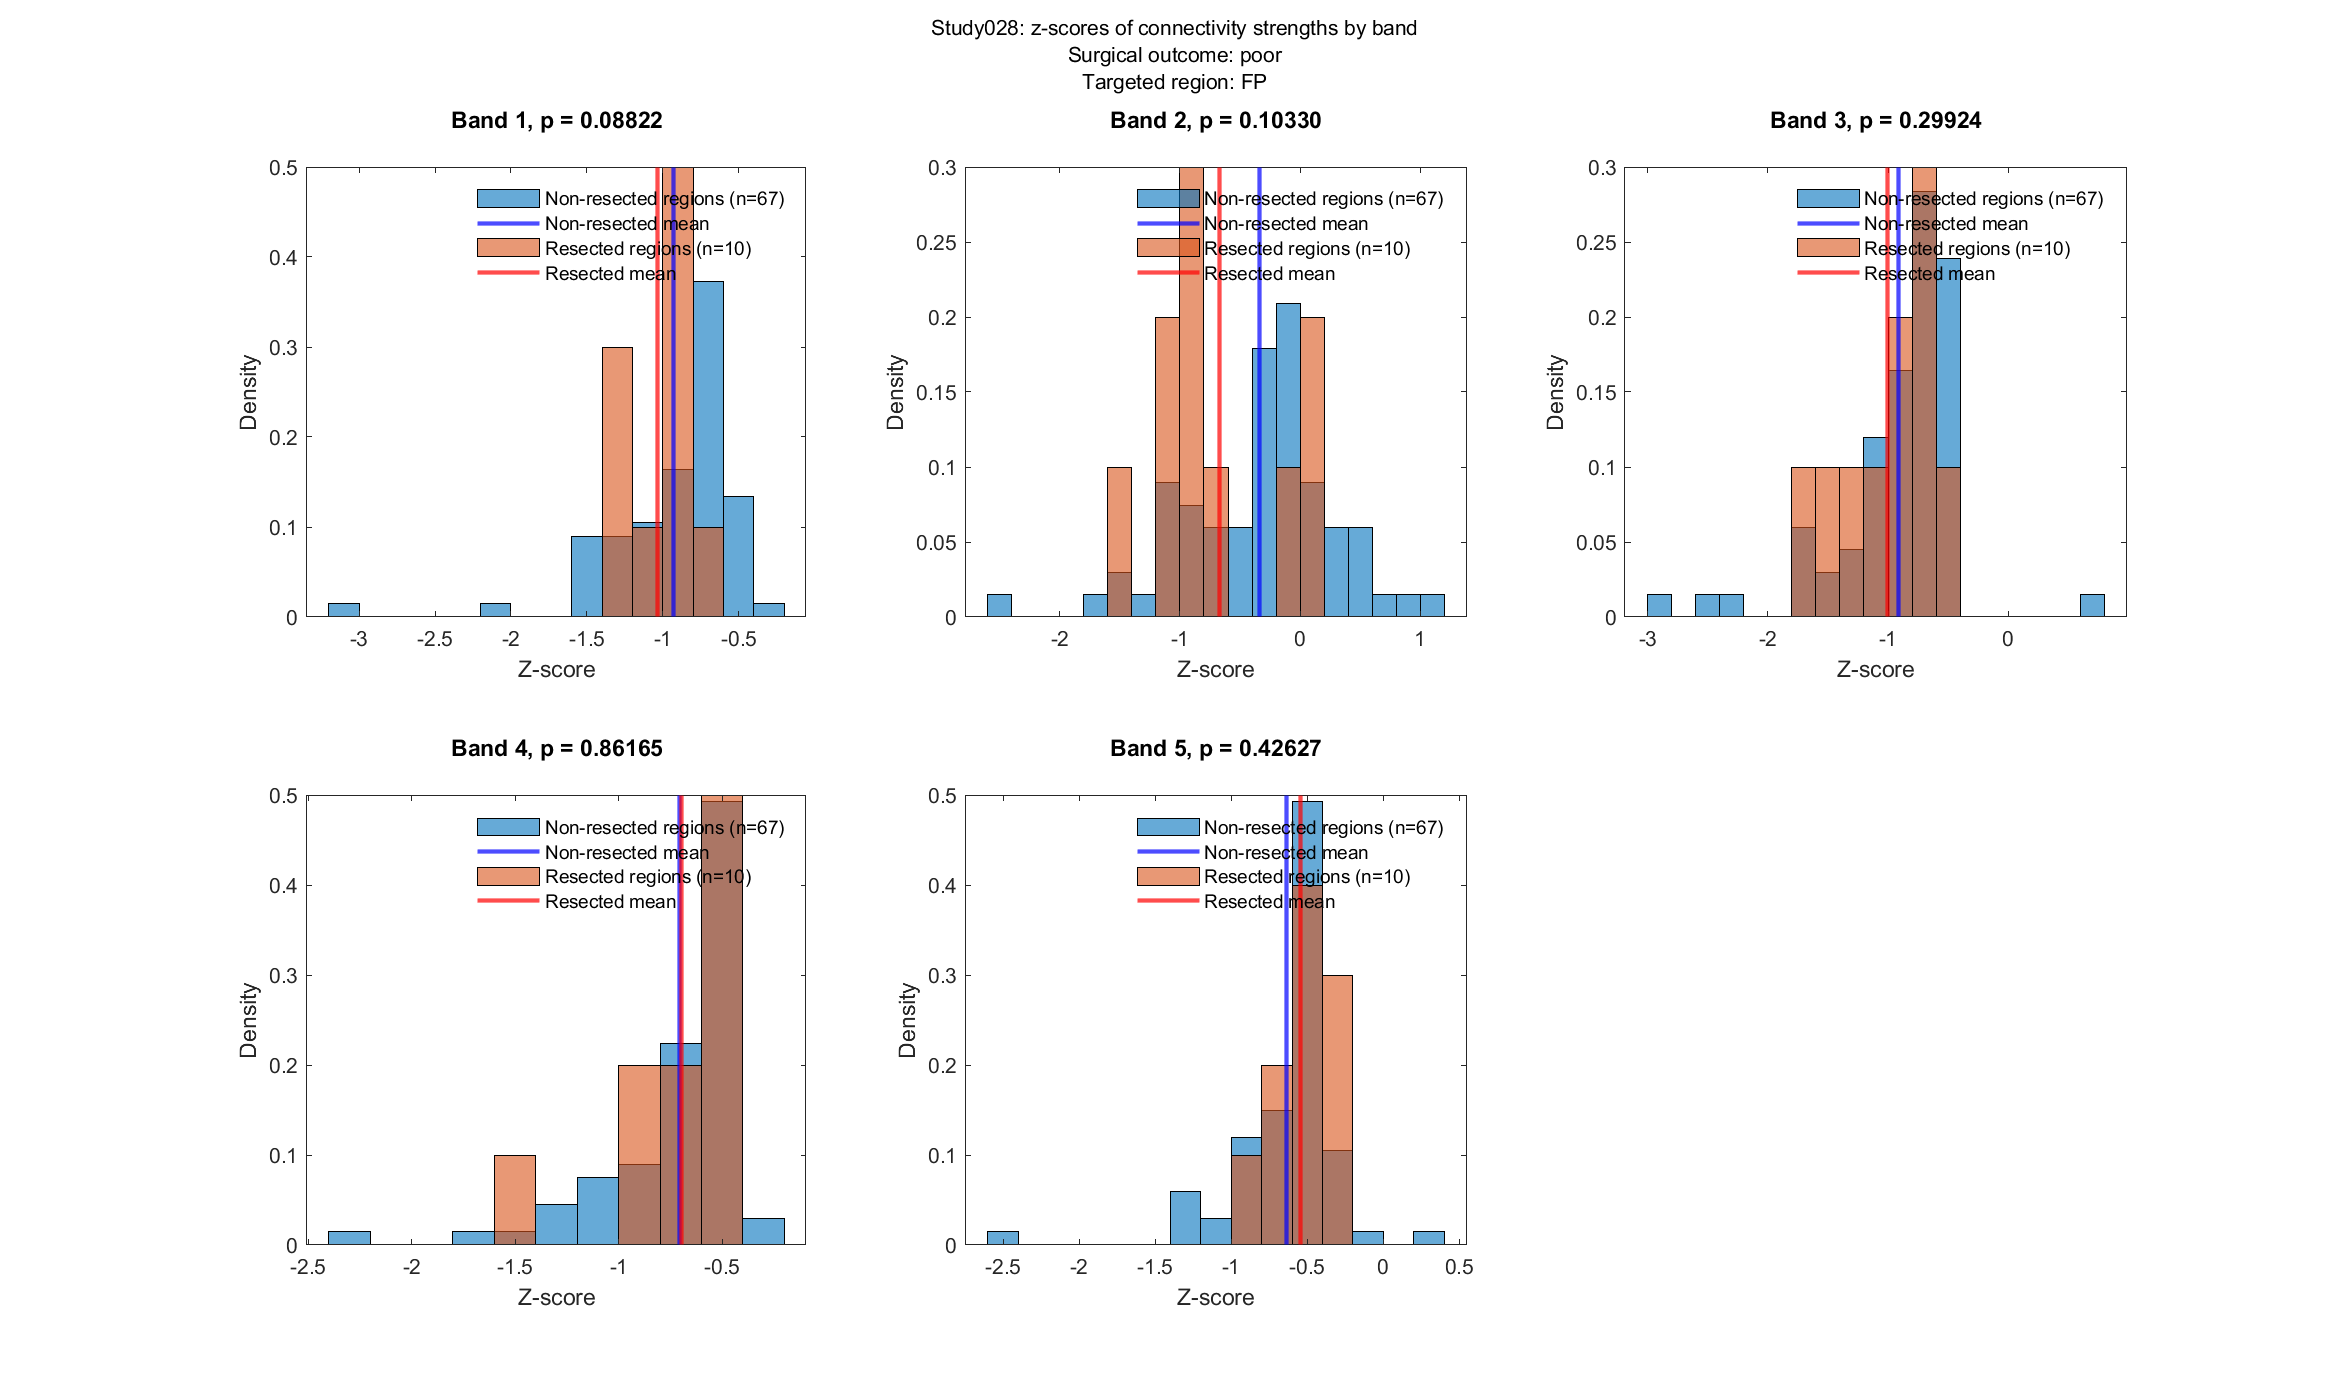 Study028: z-scores of connectivity strengths by band
Surgical outcome: poor
Targeted region: FP
Band 1, p = 0.08822
0.5
0.4
0.3
0.2
0.1
0
Density
Non-resected regions (n=67)
Non-resected mean
Resected regions (n=10)
Resected mean
-3
-2.5
-2
-1.5
-1
-0.5
Z-score
Band 2, p = 0.10330
0.3
0.25
0.2
0.15
0.1
0.05
0
Density
Non-resected regions (n=67)
Non-resected mean
Resected regions (n=10)
Resected mean
-2
-1
0
1
Z-score
Band 3, p = 0.29924
0.3
0.25
0.2
0.15
0.1
0.05
0
Density
Non-resected regions (n=67)
Non-resected mean
Resected regions (n=10)
Resected mean
-3
-2
-1
0
Z-score
Band 4, p = 0.86165
0.5
0.4
0.3
0.2
0.1
0
Density
Non-resected regions (n=67)
Non-resected mean
Resected regions (n=10)
Resected mean
-2.5
-2
-1.5
-1
-0.5
Z-score
Band 5, p = 0.42627
0.5
0.4
0.3
0.2
0.1
0
Density
Non-resected regions (n=67)
Non-resected mean
Resected regions (n=10)
Resected mean
-2.5
-2
-1.5
-1
-0.5
0
0.5
Z-score